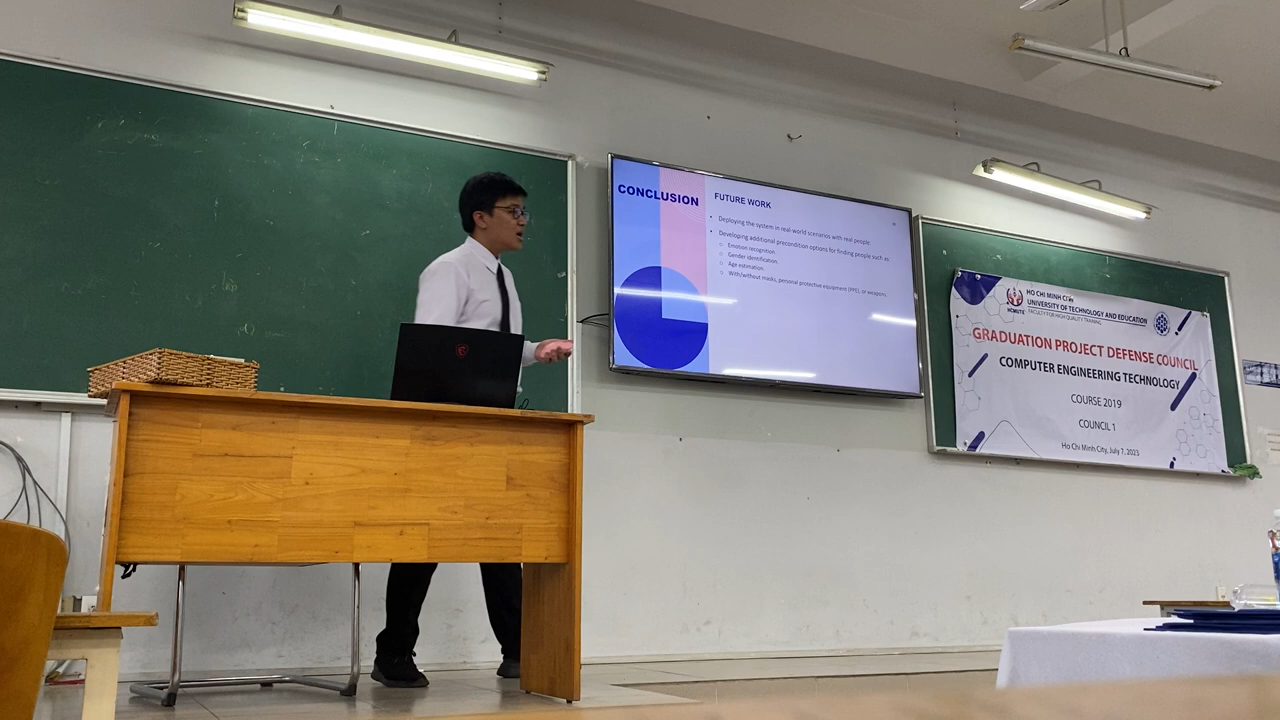 CONCLUSION
FUTURE WORK
• Deploying the system in real-world scenarios with real people.
• Developing additional precondition options for finding people such as:
○ Emotion recognition.
○ Gender identification.
○ Age estimation.
○ With/without masks, personal protective equipment (PPE), or weapons.
HCMUTE
HO CHI MINH CITY
UNIVERSITY OF TECHNOLOGY AND EDUCATION
FACULTY FOR HIGH QUALITY TRAINING
GRADUATION PROJECT DEFENSE COUNCIL
COMPUTER ENGINEERING TECHNOLOGY
COURSE 2019
COUNCIL 1
Ho Chi Minh City, July 7, 2023